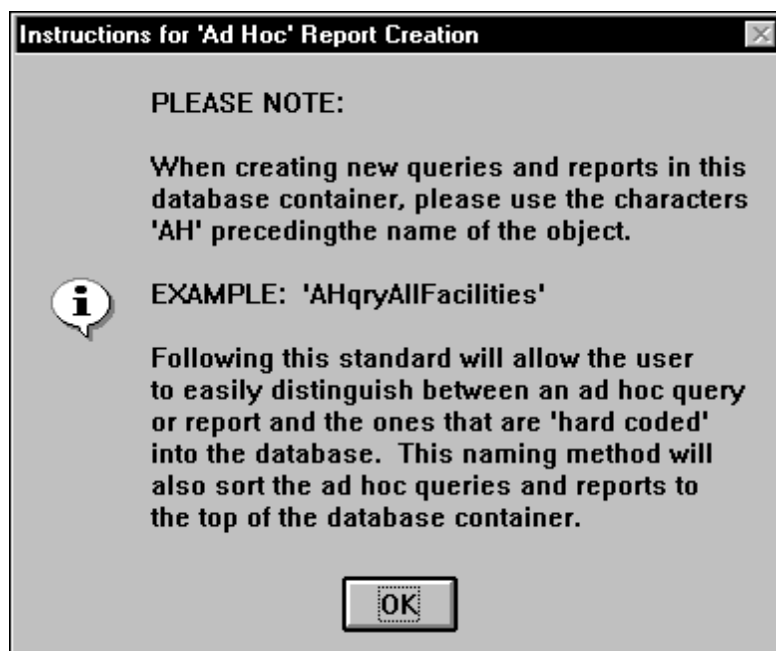 Instructions for 'Ad Hoc' Report Creation
PLEASE NOTE:
When creating new queries and reports in this
database container, please use the characters
'AH' precedingthe name of the object.
EXAMPLE:  'AHqryAllFacilities'
Following this standard will allow the user
to easily distinguish between an ad hoc query
or report and the ones that are 'hard coded'
into the database.  This naming method will
also sort the ad hoc queries and reports to
the top of the database container.
OK